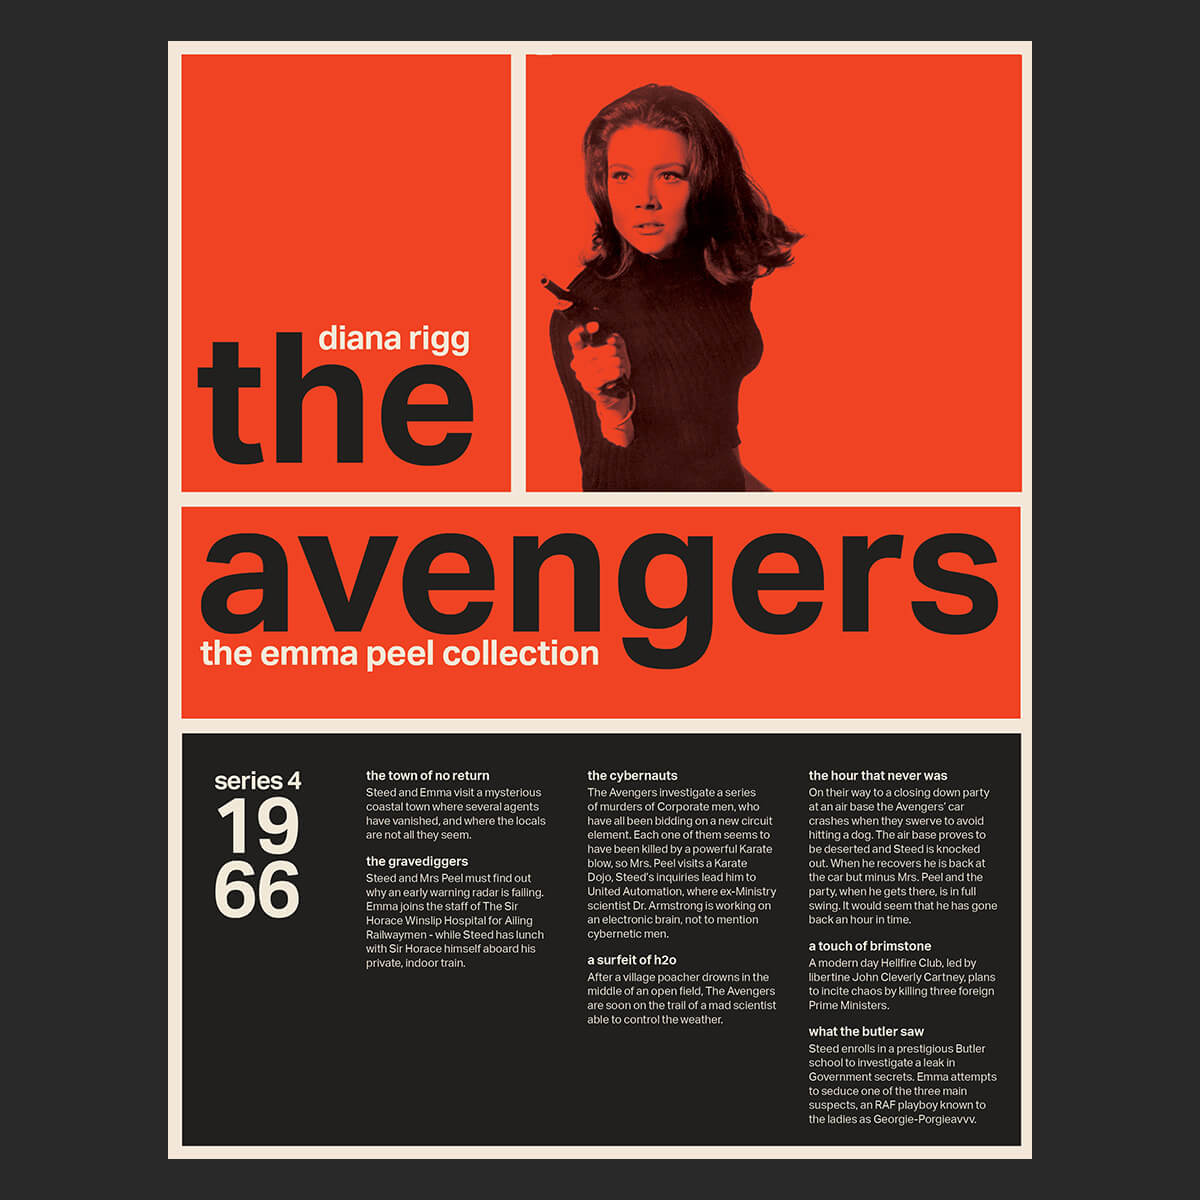 diana rigg
the
avengers
the emma peel collection
series 4
19
66
the town of no return
Steed and Emma visit a mysterious
coastal town where several agents
have vanished, and where the locals
are not all they seem.
the gravediggers
Steed and Mrs Peel must find out
why an early warning radar is failing.
Emma joins the staff of The Sir
Horace Winslip Hospital for Ailing
Railwaymen - while Steed has lunch
with Sir Horace himself aboard his
private, indoor train.
the cybernauts
The Avengers investigate a series
of murders of Corporate men, who
have all been bidding on a new circuit
element. Each one of them seems to
have been killed by a powerful Karate
blow, so Mrs. Peel visits a Karate
Dojo, Steed's inquiries lead him to
United Automation, where ex-Ministry
scientist Dr. Armstrong is working on
an electronic brain, not to mention
cybernetic men.
a surfeit of h2o
After a village poacher drowns in the
middle of an open field, The Avengers
are soon on the trail of a mad scientist
able to control the weather.
the hour that never was
On their way to a closing down party
at an air base the Avengers' car
crashes when they swerve to avoid
hitting a dog. The air base proves to
be deserted and Steed is knocked
out. When he recovers he is back at
the car but minus Mrs. Peel and the
party, when he gets there, is in full
swing. It would seem that he has gone
back an hour in time.
a touch of brimstone
A modern day Hellfire Club, led by
libertine John Cleverly Cartney, plans
to incite chaos by killing three foreign
Prime Ministers.
what the butler saw
Steed enrolls in a prestigious Butler
school to investigate a leak in
Government secrets. Emma attempts
to seduce one of the three main
suspects, an RAF playboy known to
the ladies as Georgie-Porgieavvv.